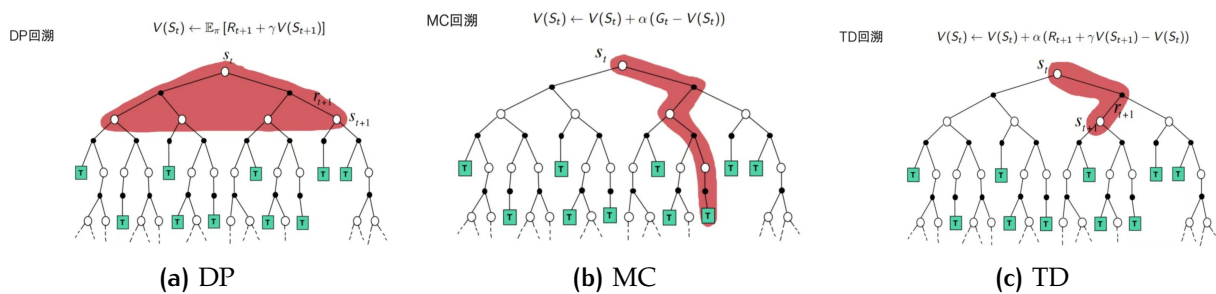 DP回溯
V(S_t) ← 𝔼_π [R_{t+1} + γV(S_{t+1})]
s_t
r_{t+1}
s_{t+1}
T T T T T
T T T T T
(a) DP
MC回溯
V(S_t) ← V(S_t) + α (G_t − V(S_t))
s_t
T T T T T
T T T T T
(b) MC
TD回溯
V(S_t) ← V(S_t) + α (R_{t+1} + γV(S_{t+1}) − V(S_t))
s_t
r_{t+1}
s_{t+1}
T T T T T
T T T T T
(c) TD